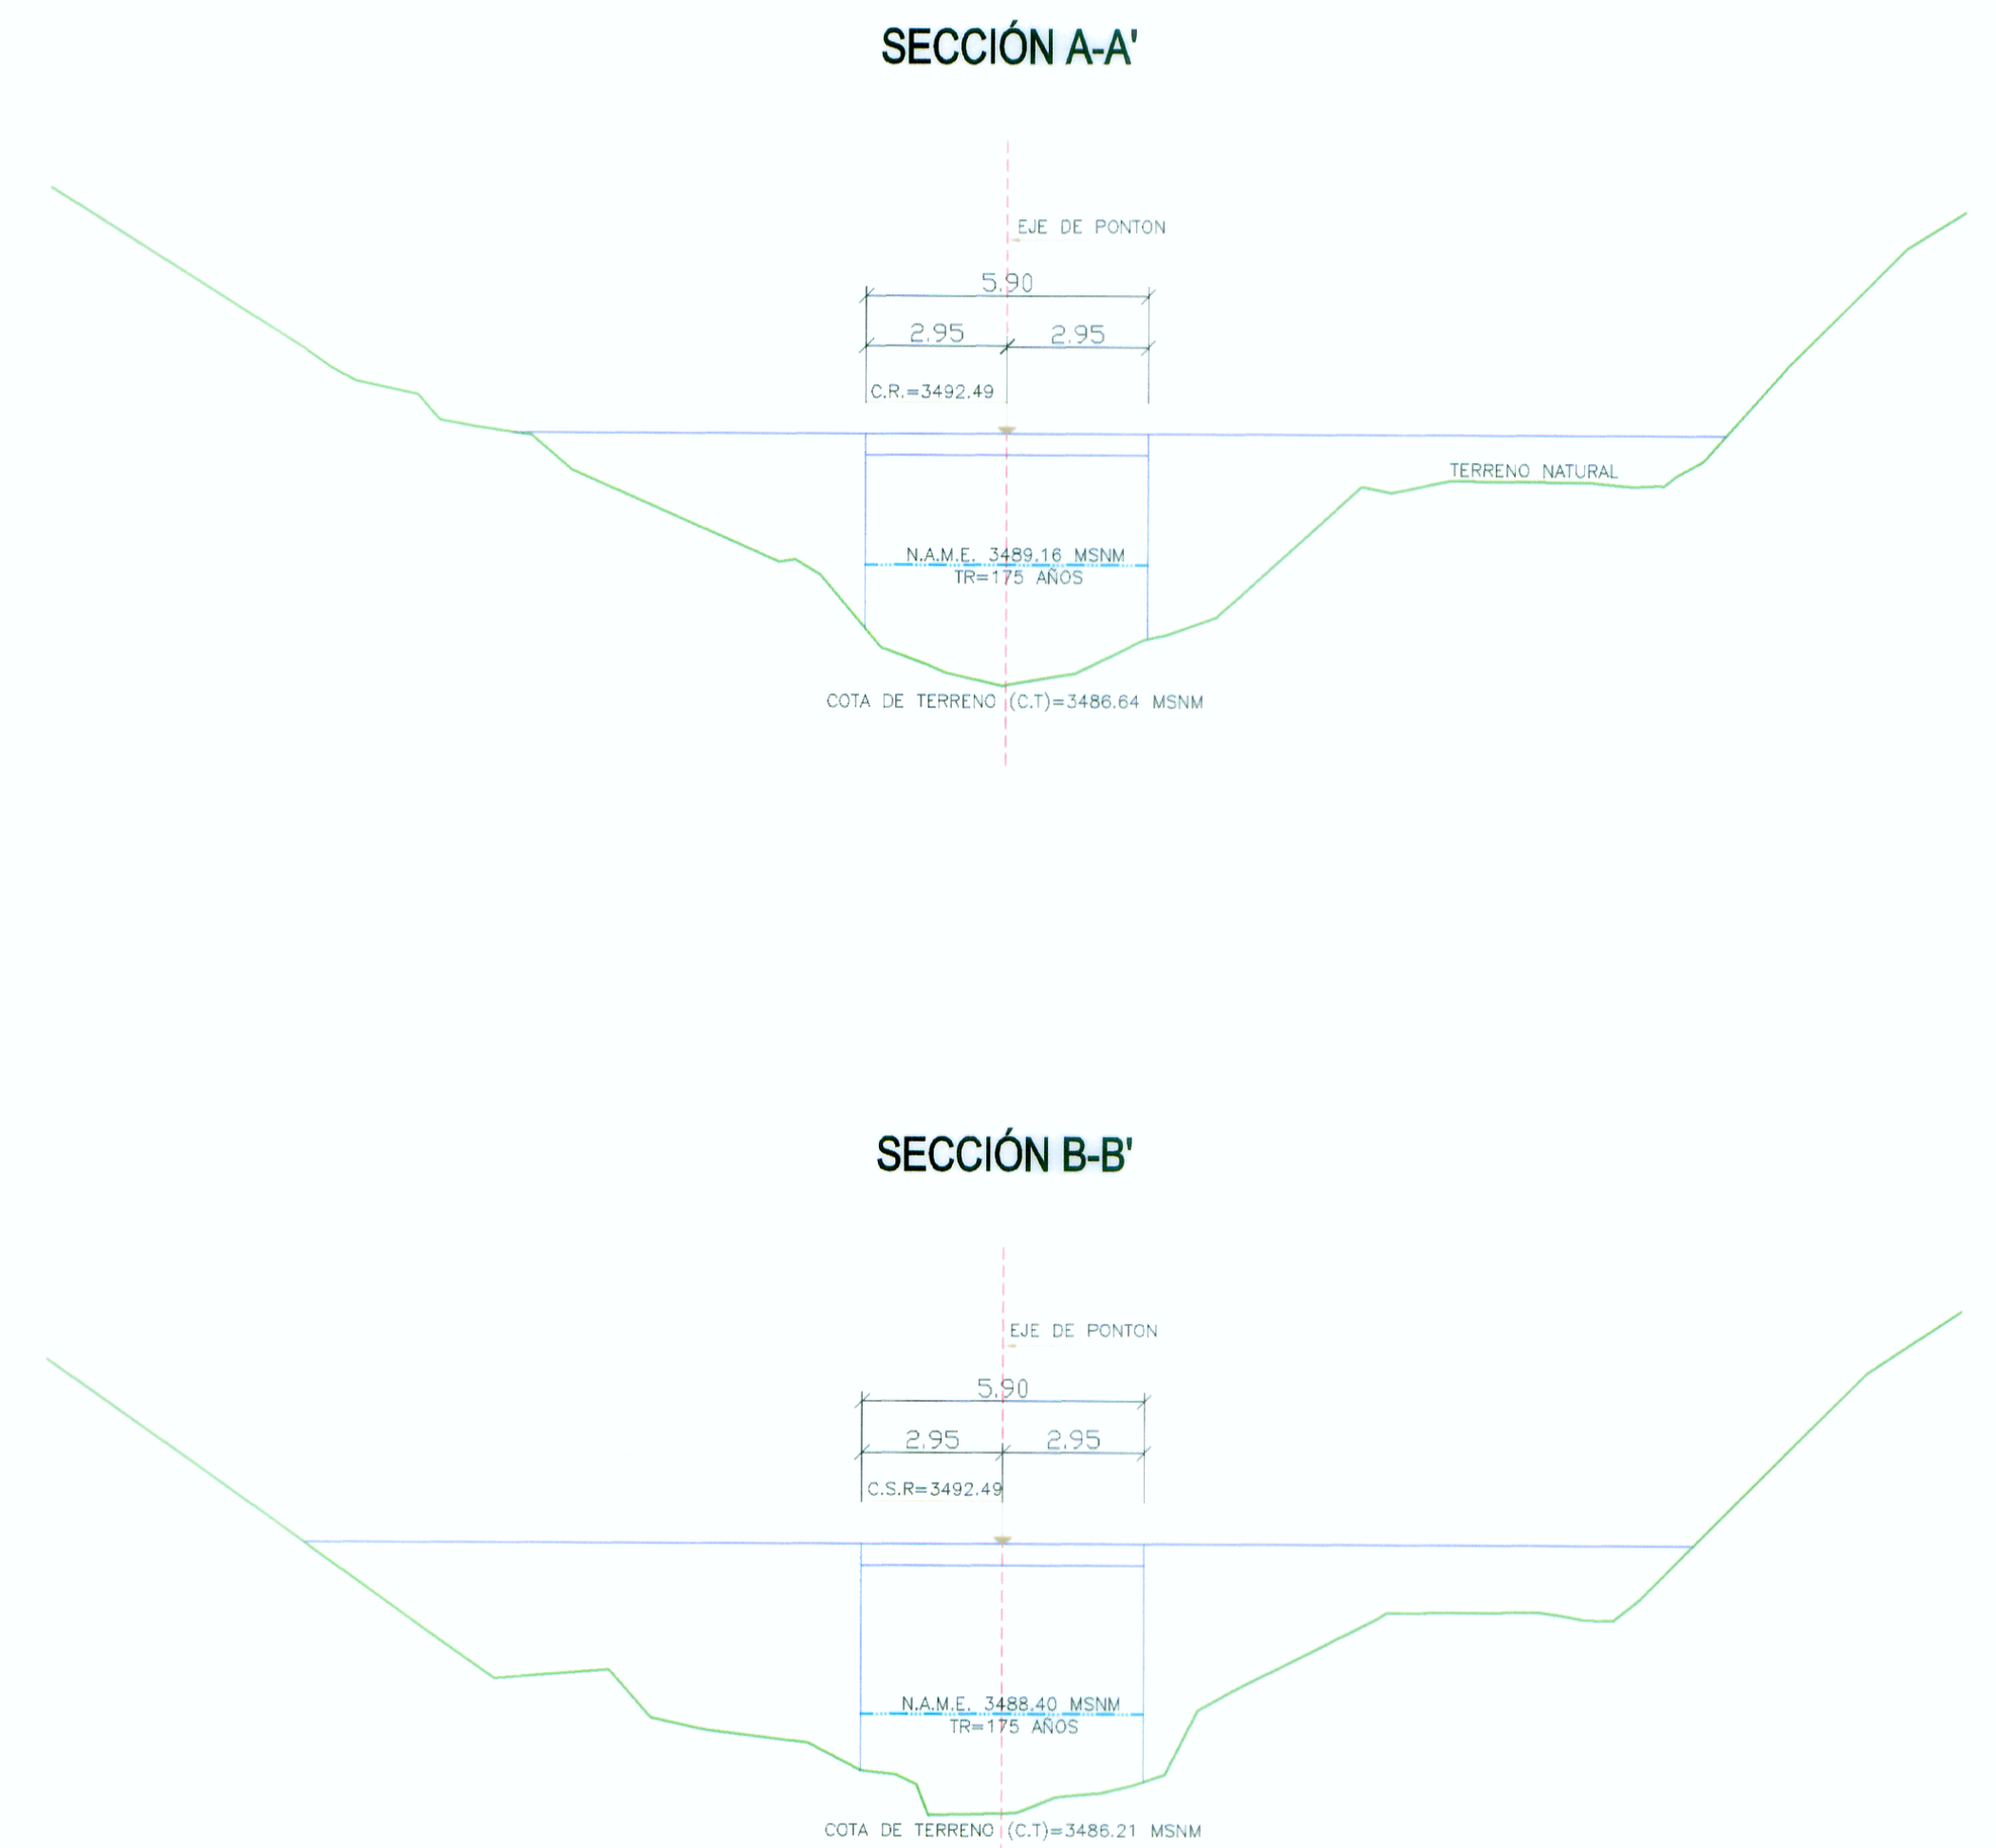 SECCIÓN A-A'
EJE DE PONTON
5.90
2.95 2.95
C.R.=3492.49
TERRENO NATURAL
N.A.M.E. 3489.16 MSNM
TR=175 AÑOS
COTA DE TERRENO (C.T)=3486.64 MSNM
SECCIÓN B-B'
EJE DE PONTON
5.90
2.95 2.95
C.S.R=3492.49
N.A.M.E. 3488.40 MSNM
TR=175 AÑOS
COTA DE TERRENO (C.T)=3486.21 MSNM